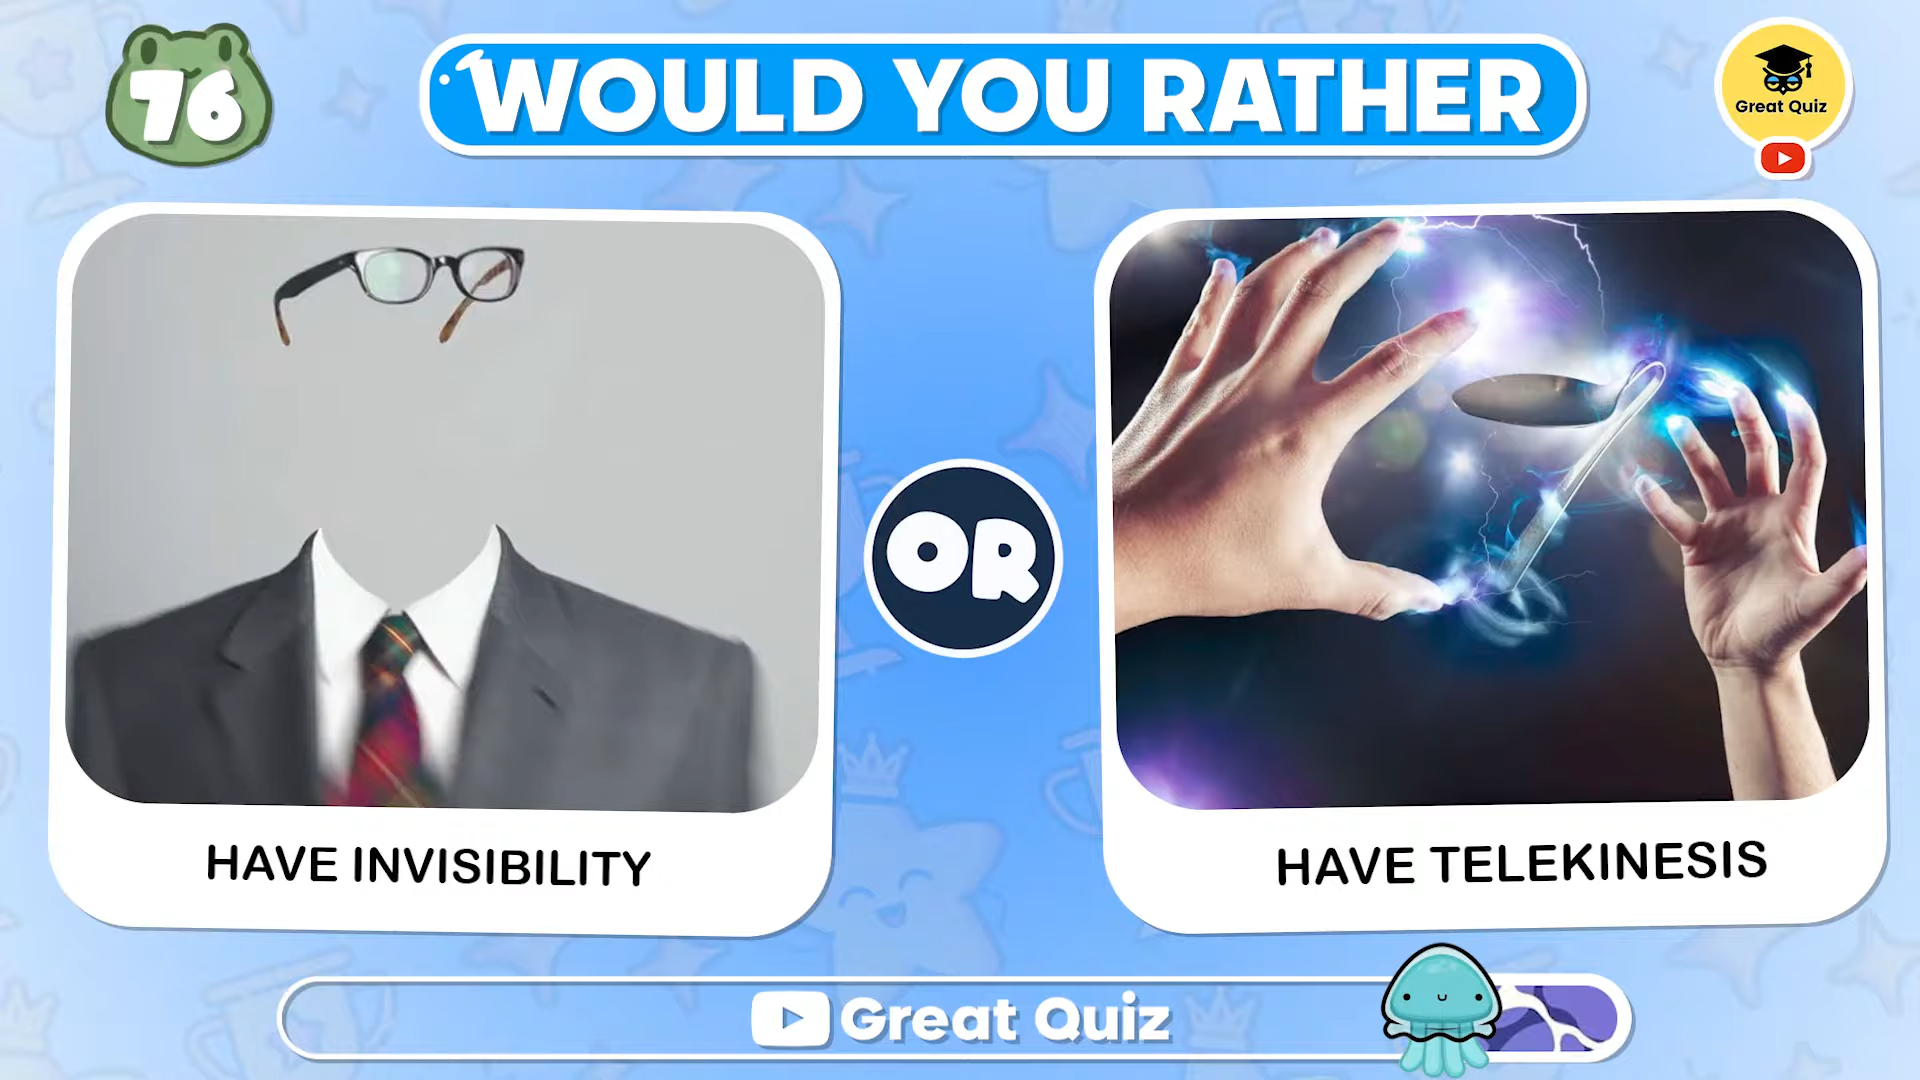 76
WOULD YOU RATHER
Great Quiz
OR
HAVE INVISIBILITY
HAVE TELEKINESIS
Great Quiz